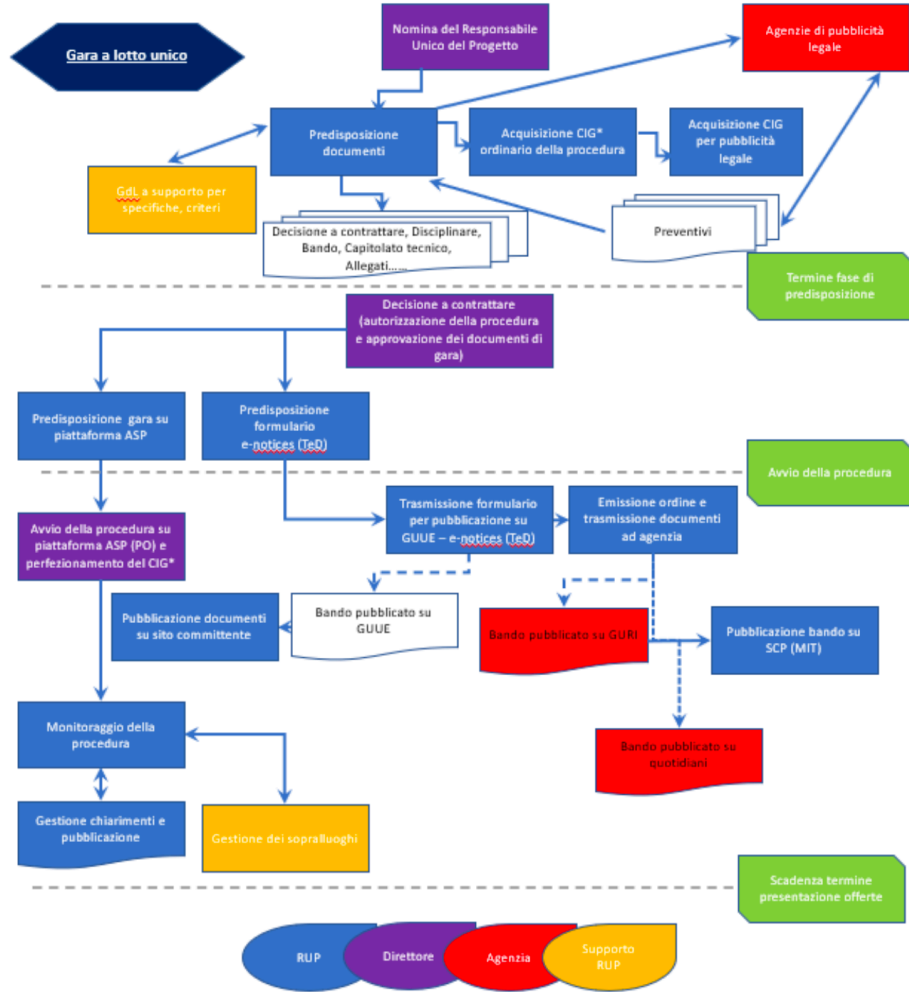 Gara a lotto unico
Nomina del Responsabile
Unico del Progetto
Agenzie di pubblicità
legale
Predisposizione
documenti
Acquisizione CIG*
ordinario della procedura
Acquisizione CIG
per pubblicità
legale
GdL a supporto per
specifiche, criteri
Decisione a contrattare, Disciplinare,
Bando, Capitolato tecnico,
Allegati......
Preventivi
Termine fase di
predisposizione
Decisione a contrattare
(autorizzazione della procedura
e approvazione dei documenti di
gara)
Predisposizione gara su
piattaforma ASP
Predisposizione
formulario
e-notices (TeD)
Avvio della procedura
Trasmissione formulario
per pubblicazione su
GUUE – e-notices (TeD)
Emissione ordine e
trasmissione documenti
ad agenzia
Avvio della procedura su
piattaforma ASP (PO) e
perfezionamento del CIG*
Pubblicazione documenti
su sito committente
Bando pubblicato su
GUUE
Bando pubblicato su GURI
Pubblicazione bando su
SCP (MIT)
Monitoraggio della
procedura
Bando pubblicato su
quotidiani
Gestione chiarimenti e
pubblicazione
Gestione dei sopralluoghi
Scadenza termine
presentazione offerte
RUP
Direttore
Agenzia
Supporto
RUP